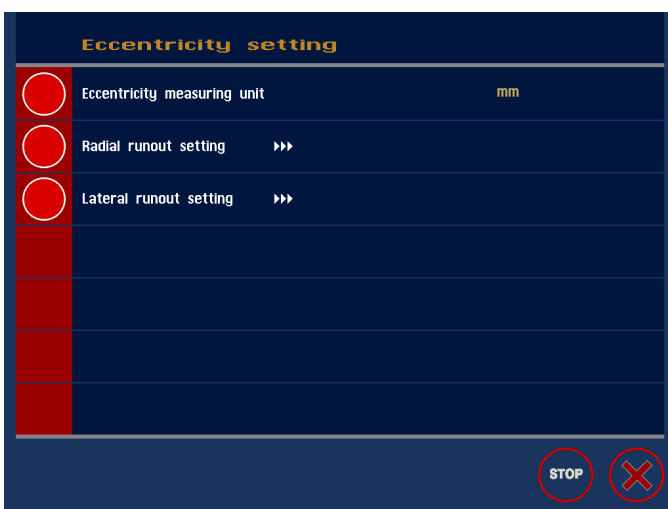 Eccentricity setting
Eccentricity measuring unit mm
Radial runout setting
Lateral runout setting
STOP